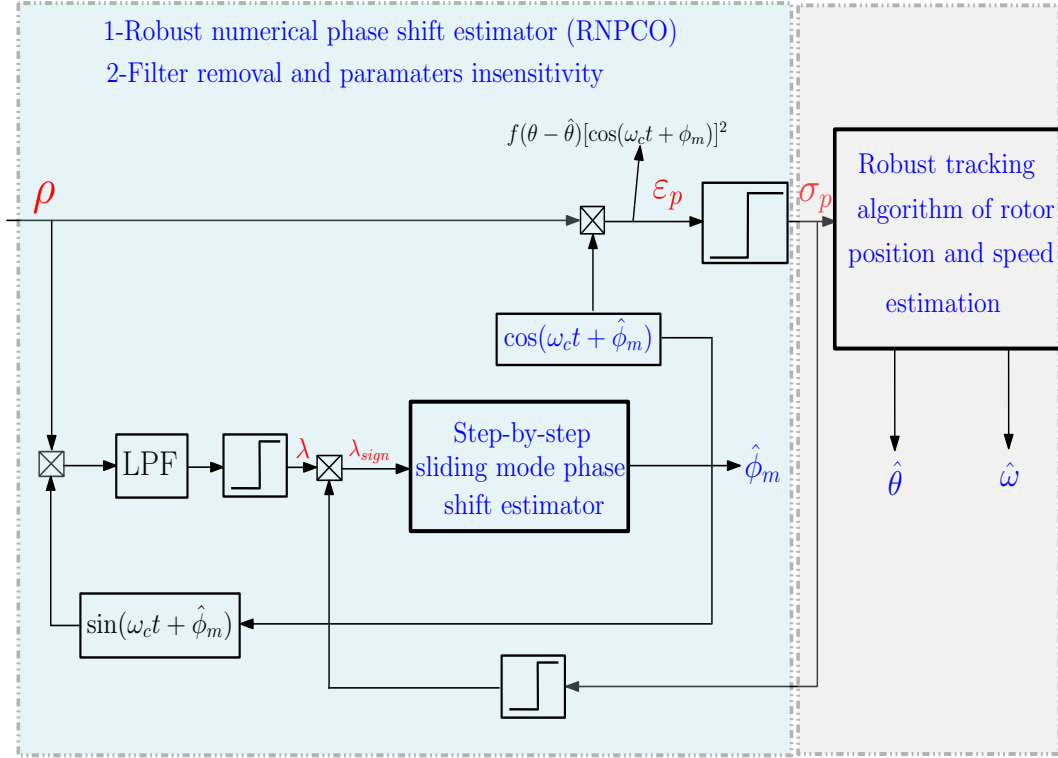 1-Robust numerical phase shift estimator (RNPCO)
2-Filter removal and paramaters insensitivity
f(θ − θ̂)[cos(ω_c t + ϕ_m)]²
ρ
ε_p
σ_p
Robust tracking
algorithm of rotor
position and speed
estimation
cos(ω_c t + ϕ̂_m)
LPF
λ
λ_sign
Step-by-step
sliding mode phase
shift estimator
ϕ̂_m
θ̂
ω̂
sin(ω_c t + ϕ̂_m)